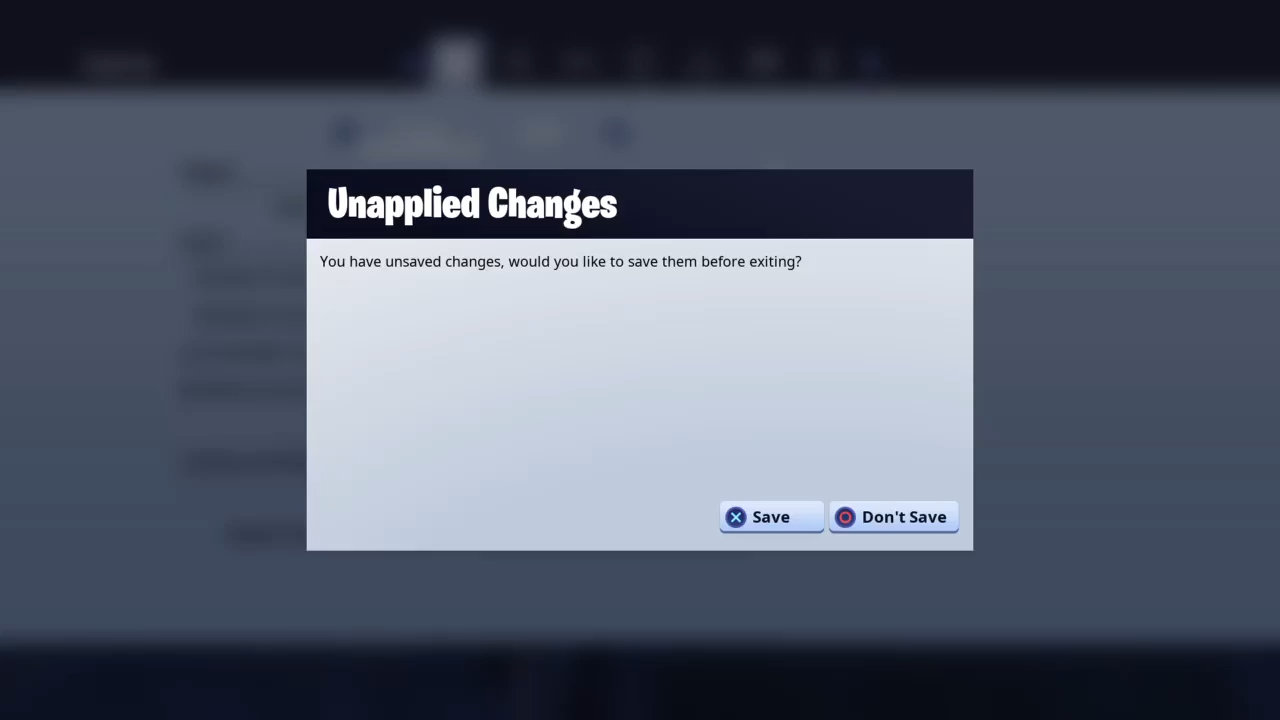 Unapplied Changes
You have unsaved changes, would you like to save them before exiting?
Save
Don't Save